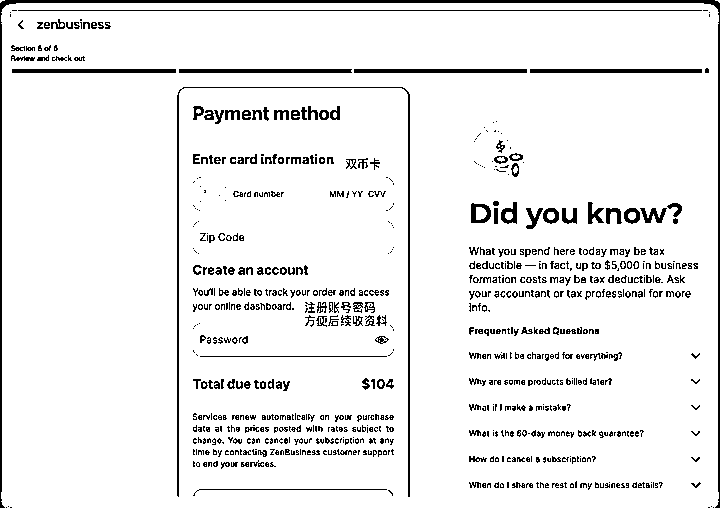 zenbusiness
Section 6 of 6
Review and check out
Payment method
Enter card information 双币卡
Card number MM / YY CVV
Zip Code
Create an account
You'll be able to track your order and access
your online dashboard. 注册账号密码
方便后续收资料
Password
Total due today $104
Services renew automatically on your purchase
date at the prices posted with rates subject to
change. You can cancel your subscription at any
time by contacting ZenBusiness customer support
to end your services.
Did you know?
What you spend here today may be tax
deductible — in fact, up to $5,000 in business
formation costs may be tax deductible. Ask
your accountant or tax professional for more
info.
Frequently Asked Questions
When will I be charged for everything?
Why are some products billed later?
What if I make a mistake?
What is the 60-day money back guarantee?
How do I cancel a subscription?
When do I share the rest of my business details?